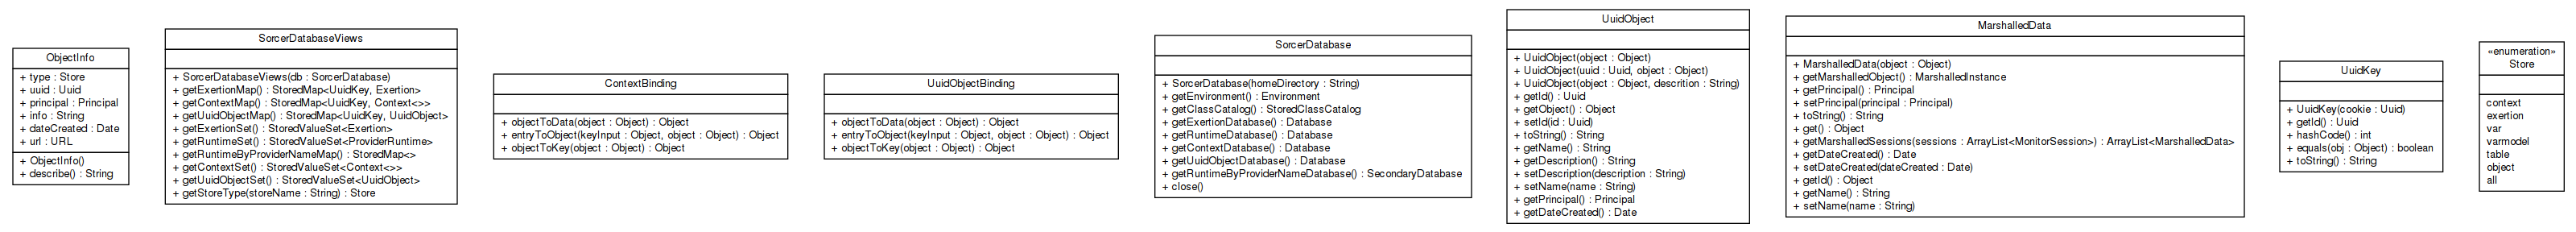 ObjectInfo
+ type : Store
+ uuid : Uuid
+ principal : Principal
+ info : String
+ dateCreated : Date
+ url : URL
+ ObjectInfo()
+ describe() : String
SorcerDatabaseViews
+ SorcerDatabaseViews(db : SorcerDatabase)
+ getExertionMap() : StoredMap<UuidKey, Exertion>
+ getContextMap() : StoredMap<UuidKey, Context<>>
+ getUuidObjectMap() : StoredMap<UuidKey, UuidObject>
+ getExertionSet() : StoredValueSet<Exertion>
+ getRuntimeSet() : StoredValueSet<ProviderRuntime>
+ getRuntimeByProviderNameMap() : StoredMap<>
+ getContextSet() : StoredValueSet<Context<>>
+ getUuidObjectSet() : StoredValueSet<UuidObject>
+ getStoreType(storeName : String) : Store
ContextBinding
+ objectToData(object : Object) : Object
+ entryToObject(keyInput : Object, object : Object) : Object
+ objectToKey(object : Object) : Object
UuidObjectBinding
+ objectToData(object : Object) : Object
+ entryToObject(keyInput : Object, object : Object) : Object
+ objectToKey(object : Object) : Object
SorcerDatabase
+ SorcerDatabase(homeDirectory : String)
+ getEnvironment() : Environment
+ getClassCatalog() : StoredClassCatalog
+ getExertionDatabase() : Database
+ getRuntimeDatabase() : Database
+ getContextDatabase() : Database
+ getUuidObjectDatabase() : Database
+ getRuntimeByProviderNameDatabase() : SecondaryDatabase
+ close()
UuidObject
+ UuidObject(object : Object)
+ UuidObject(uuid : Uuid, object : Object)
+ UuidObject(object : Object, descrition : String)
+ getId() : Uuid
+ getObject() : Object
+ setId(id : Uuid)
+ toString() : String
+ getName() : String
+ getDescription() : String
+ setDescription(description : String)
+ setName(name : String)
+ getPrincipal() : Principal
+ getDateCreated() : Date
MarshalledData
+ MarshalledData(object : Object)
+ getMarshalledObject() : MarshalledInstance
+ getPrincipal() : Principal
+ setPrincipal(principal : Principal)
+ toString() : String
+ get() : Object
+ getMarshalledSessions(sessions : ArrayList<MonitorSession>) : ArrayList<MarshalledData>
+ getDateCreated() : Date
+ setDateCreated(dateCreated : Date)
+ getId() : Object
+ getName() : String
+ setName(name : String)
UuidKey
+ UuidKey(cookie : Uuid)
+ getId() : Uuid
+ hashCode() : int
+ equals(obj : Object) : boolean
+ toString() : String
«enumeration»
Store
context
exertion
var
varmodel
table
object
all